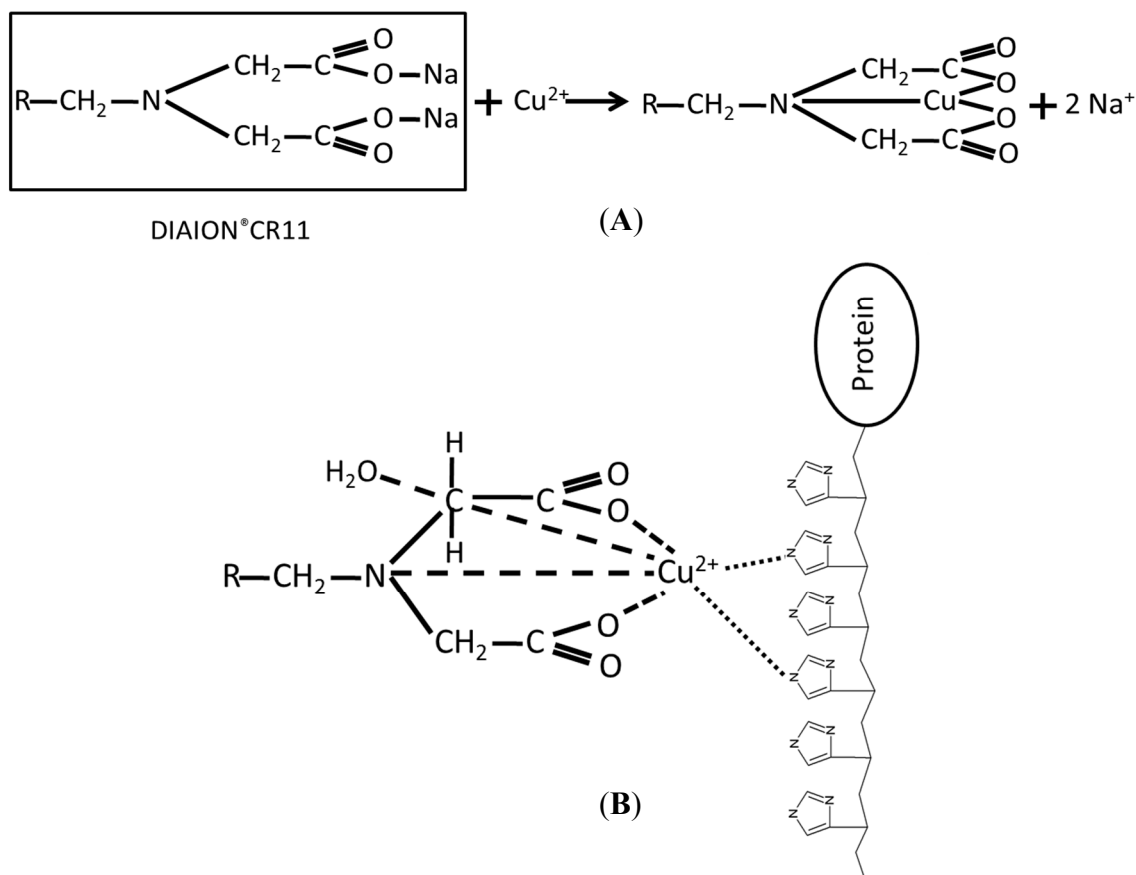 R—CH₂—N
CH₂—C
O
O—Na
CH₂—C
O—Na
O
+ Cu²⁺
R—CH₂—N
CH₂—C
O
O
Cu
O
CH₂—C
O
+ 2 Na⁺
DIAION®CR11
(A)
Protein
H
H₂O
C
C
O
O
H
R—CH₂—N
Cu²⁺
CH₂—C
O
O
N
N
N
N
N
N
N
N
N
N
N
N
(B)